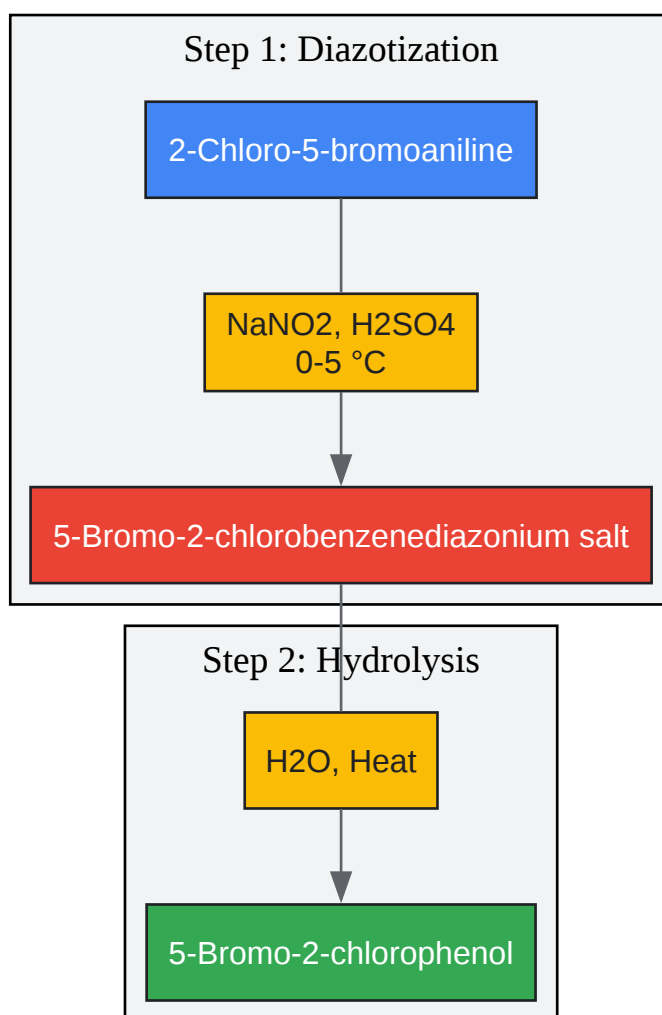 Step 1: Diazotization
2-Chloro-5-bromoaniline
NaNO2, H2SO4
0-5 °C
5-Bromo-2-chlorobenzenediazonium salt
Step 2: Hydrolysis
H2O, Heat
5-Bromo-2-chlorophenol